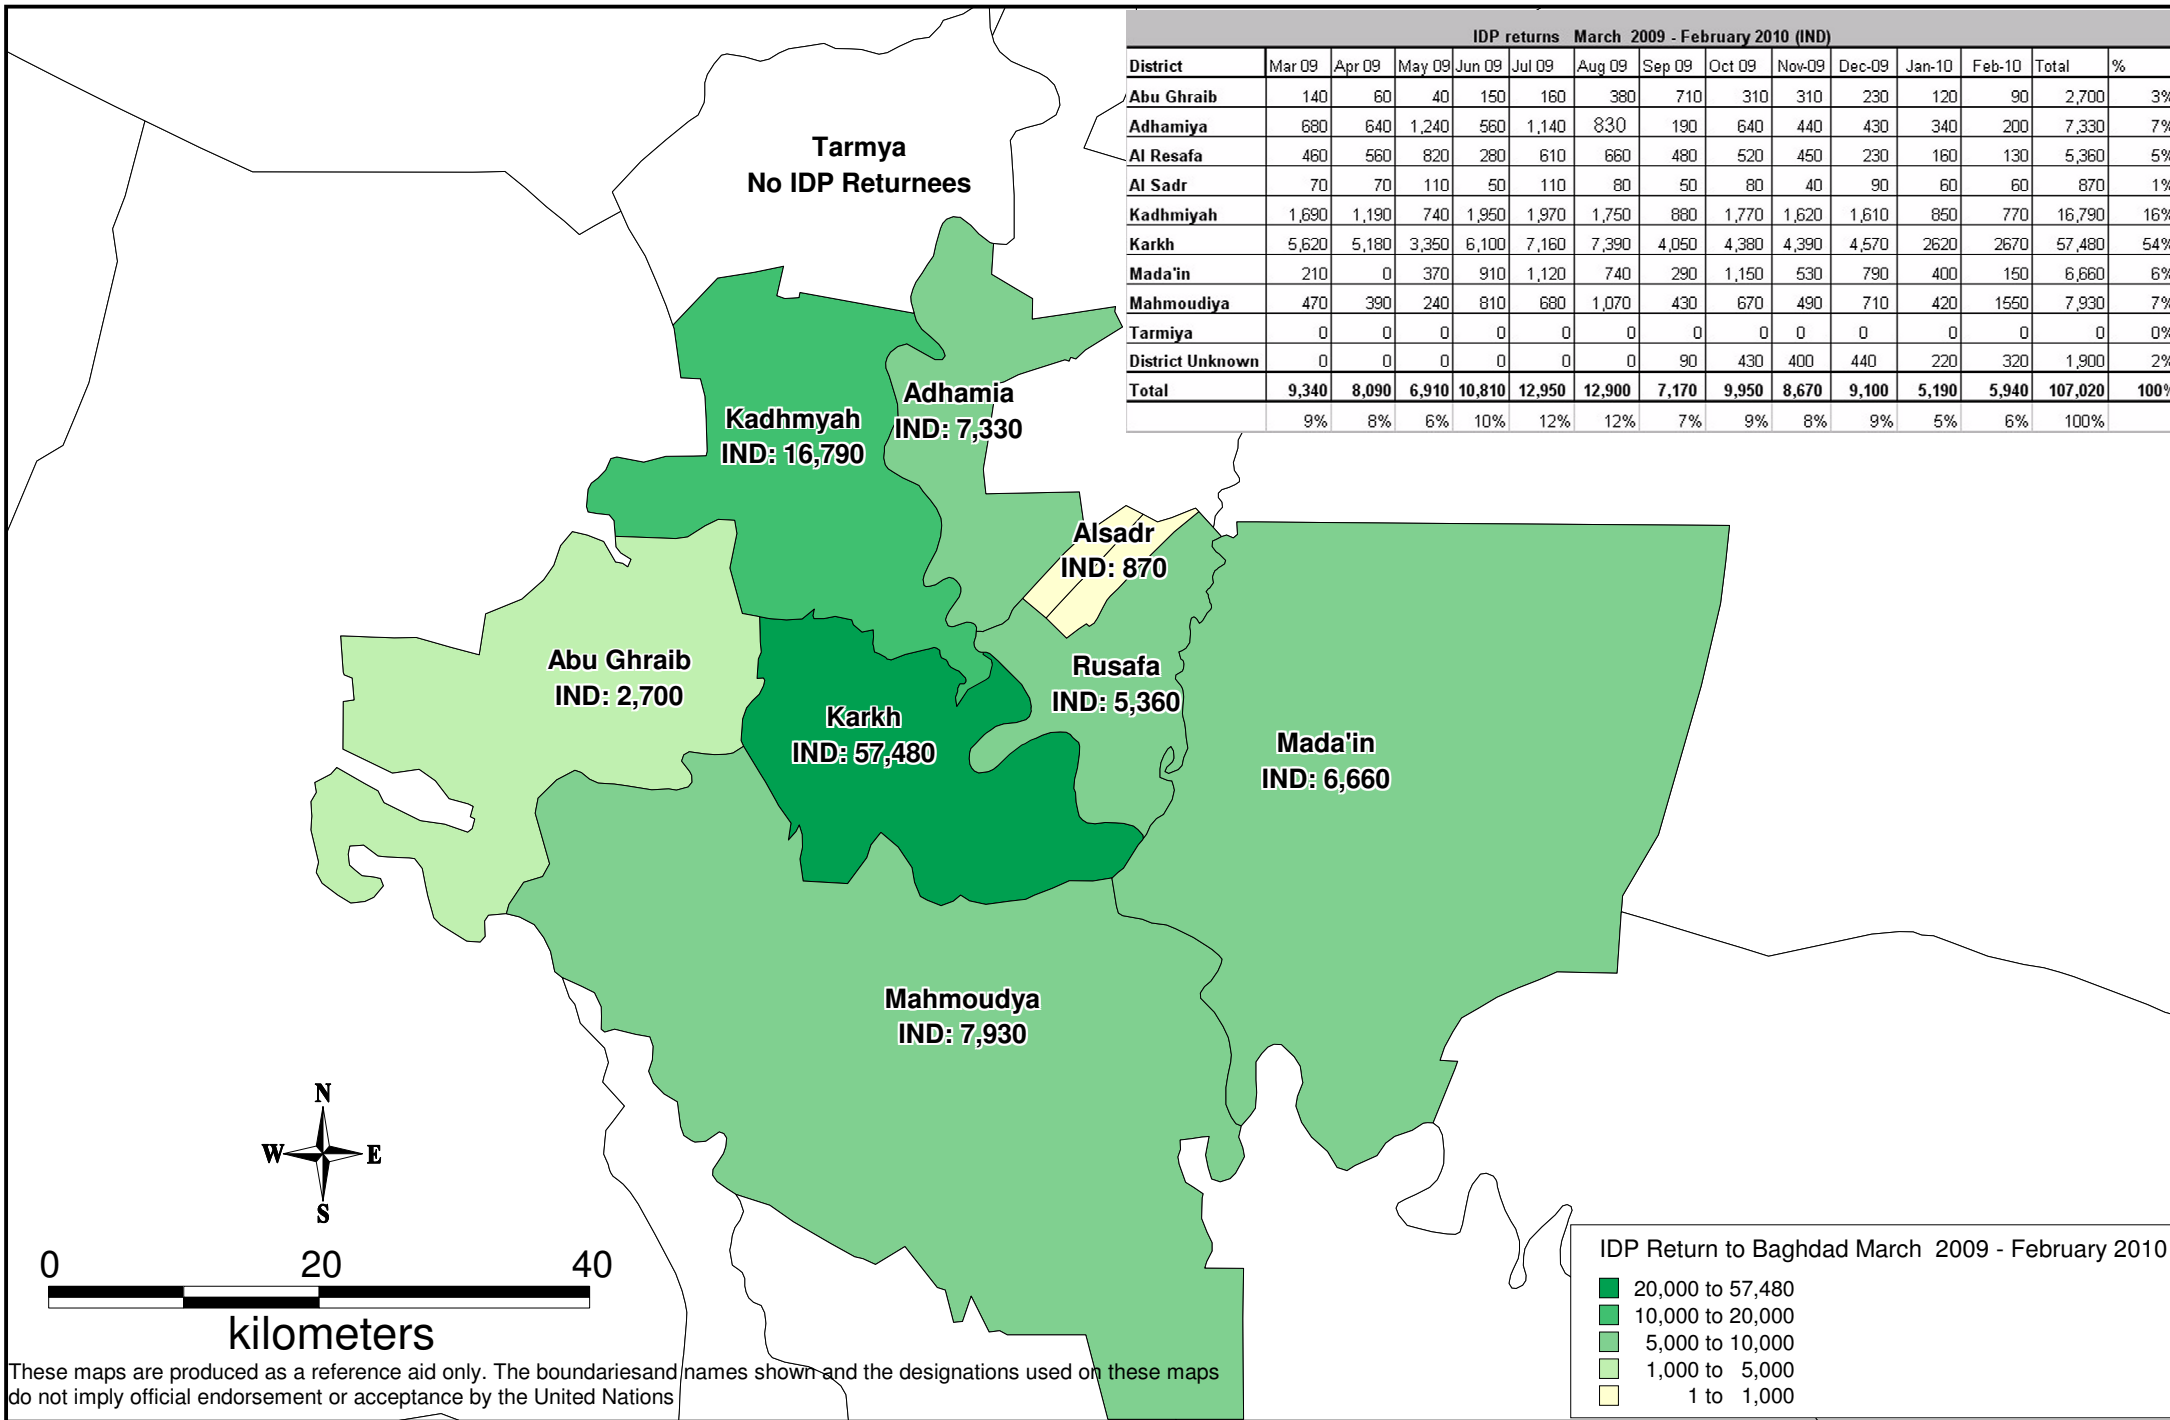 IDP returns March 2009 - February 2010 (IND)
District Mar 09 Apr 09 May 09 Jun 09 Jul 09 Aug 09 Sep 09 Oct 09 Nov-09 Dec-09 Jan-10 Feb-10 Total %
Abu Ghraib 140 60 40 150 160 380 710 310 310 230 120 90 2,700 3%
Adhamiya 680 640 1,240 560 1,140 830 190 640 440 430 340 200 7,330 7%
Al Resafa 460 560 820 280 610 660 480 520 450 230 160 130 5,360 5%
Al Sadr 70 70 110 50 110 80 50 80 40 90 60 60 870 1%
Kadhmiyah 1,690 1,190 740 1,950 1,970 1,750 880 1,770 1,620 1,610 850 770 16,790 16%
Karkh 5,620 5,180 3,350 6,100 7,160 7,390 4,050 4,380 4,390 4,570 2620 2670 57,480 54%
Mada'in 210 0 370 910 1,120 740 290 1,150 530 790 400 150 6,660 6%
Mahmoudiya 470 390 240 810 680 1,070 430 670 490 710 420 1550 7,930 7%
Tarmiya 0 0 0 0 0 0 0 0 0 0 0 0 0 0%
District Unknown 0 0 0 0 0 0 90 430 400 440 220 320 1,900 2%
Total 9,340 8,090 6,910 10,810 12,950 12,900 7,170 9,950 8,670 9,100 5,190 5,940 107,020 100%
9% 8% 6% 10% 12% 12% 7% 9% 8% 9% 5% 6% 100%
Tarmya
No IDP Returnees
Adhamia
IND: 7,330
Kadhmyah
IND: 16,790
Alsadr
IND: 870
Abu Ghraib
IND: 2,700
Rusafa
IND: 5,360
Karkh
IND: 57,480
Mada'in
IND: 6,660
Mahmoudya
IND: 7,930
N
W E
S
0 20 40
kilometers
These maps are produced as a reference aid only. The boundariesand names shown and the designations used on these maps
do not imply official endorsement or acceptance by the United Nations
IDP Return to Baghdad March 2009 - February 2010
20,000 to 57,480
10,000 to 20,000
5,000 to 10,000
1,000 to 5,000
1 to 1,000